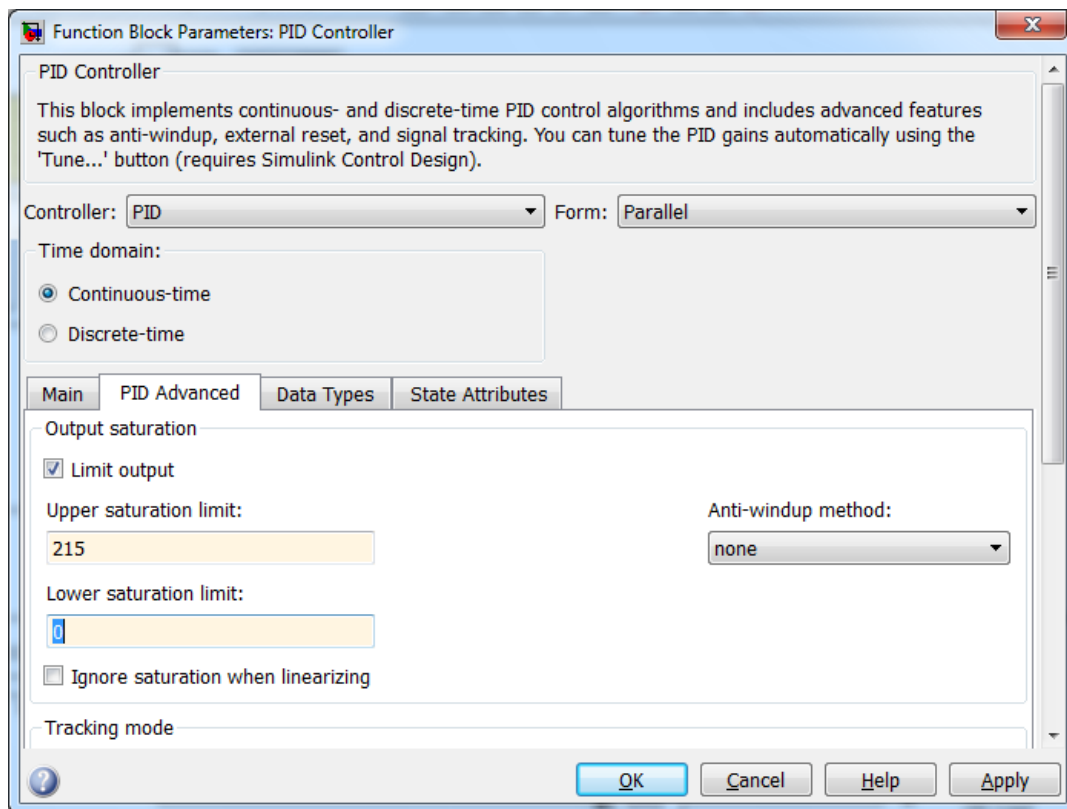 Function Block Parameters: PID Controller
PID Controller
This block implements continuous- and discrete-time PID control algorithms and includes advanced features
such as anti-windup, external reset, and signal tracking. You can tune the PID gains automatically using the
'Tune...' button (requires Simulink Control Design).
Controller: PID Form: Parallel
Time domain:
Continuous-time
Discrete-time
Main PID Advanced Data Types State Attributes
Output saturation
Limit output
Upper saturation limit: Anti-windup method:
215 none
Lower saturation limit:
0
Ignore saturation when linearizing
Tracking mode
? OK Cancel Help Apply